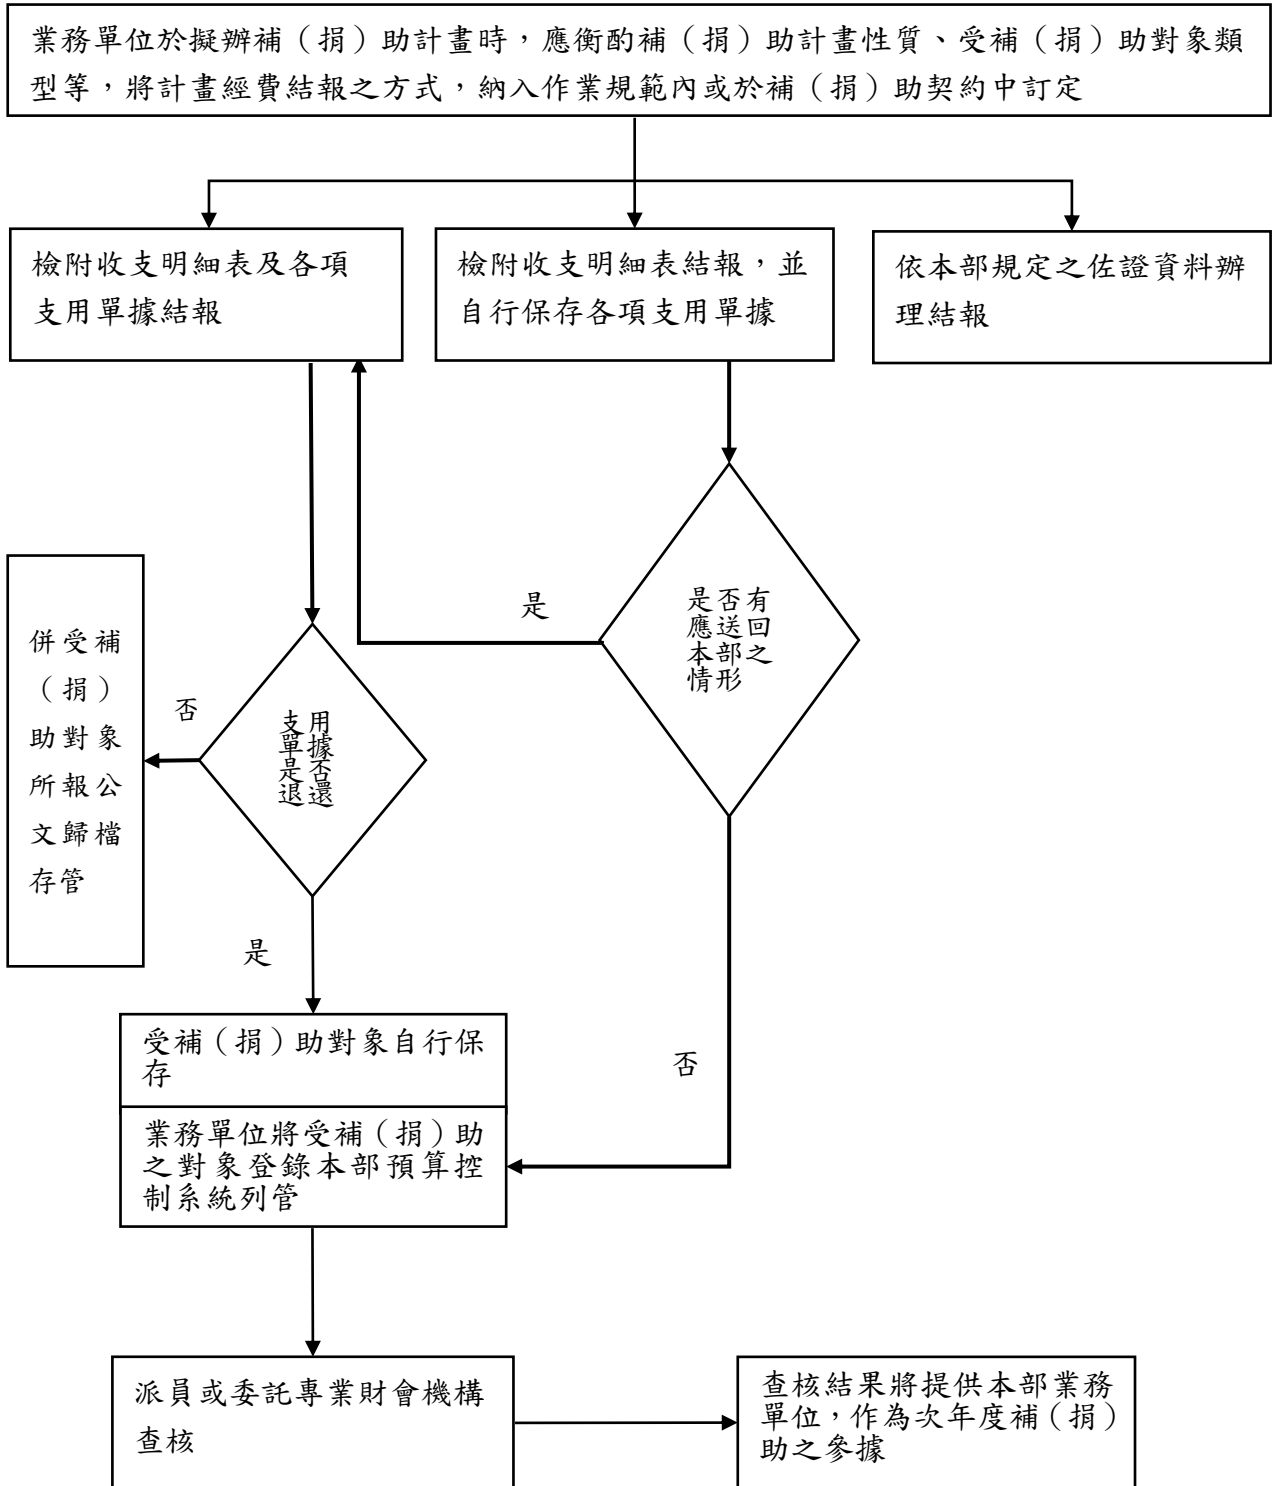 業務單位於擬辦補（捐）助計畫時，應衡酌補（捐）助計畫性質、受補（捐）助對象類
型等，將計畫經費結報之方式，納入作業規範內或於補（捐）助契約中訂定
檢附收支明細表及各項
支用單據結報
檢附收支明細表結報，並
自行保存各項支用單據
依本部規定之佐證資料辦
理結報
是否有
應送回
本部之
情形
是
併受補
（捐）
助對象
所報公
文歸檔
存管
否
支用
單據
是否
退還
是
受補（捐）助對象自行保
存
否
業務單位將受補（捐）助
之對象登錄本部預算控
制系統列管
派員或委託專業財會機構
查核
查核結果將提供本部業務
單位，作為次年度補（捐）
助之參據